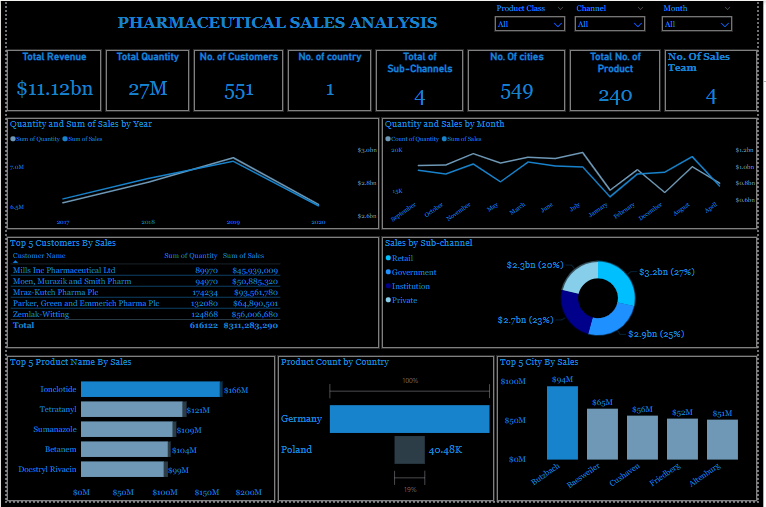 Product Class
Channel
Month
PHARMACEUTICAL SALES ANALYSIS
All
All
All
Total Revenue
$11.12bn
Total Quantity
27M
No. of Customers
551
No. of country
1
Total of
Sub-Channels
4
No. Of cities
549
Total No. of
Product
240
No. Of Sales
Team
4
Quantity and Sum of Sales by Year
Sum of Quantity Sum of Sales
7.0M
6.5M
$3.0bn
$2.8bn
$2.6bn
2017 2018 2019 2020
Quantity and Sales by Month
Count of Quantity Sum of Sales
20K
15K
$1.2bn
$1.0bn
$0.8bn
$0.6bn
September October November May March June July January February December August April
Top 5 Customers By Sales
Customer Name Sum of Quantity Sum of Sales
Mills Inc Pharmaceutical Ltd 89970 $45,939,009
Moen, Murazik and Smith Pharm 94970 $50,885,320
Mraz-Kutch Pharma Plc 174234 $93,561,780
Parker, Green and Emmerich Pharma Plc 132080 $64,890,501
Zemlak-Witting 124868 $56,006,680
Total 616122 $311,283,290
Sales by Sub-channel
Retail
Government
Institution
Private
$2.3bn (20%)
$3.2bn (27%)
$2.7bn (23%)
$2.9bn (25%)
Top 5 Product Name By Sales
Ionclotide $166M
Tetratanyl $121M
Sumanazole $109M
Betanem $104M
Docstryl Rivacin $99M
$0M $50M $100M $150M $200M
Product Count by Country
100%
Germany
Poland 40.48K
19%
Top 5 City By Sales
$100M
$50M
$0M
$94M
$65M
$56M
$52M
$51M
Butzbach Baesweiler Cuxhaven Friedberg Altenburg